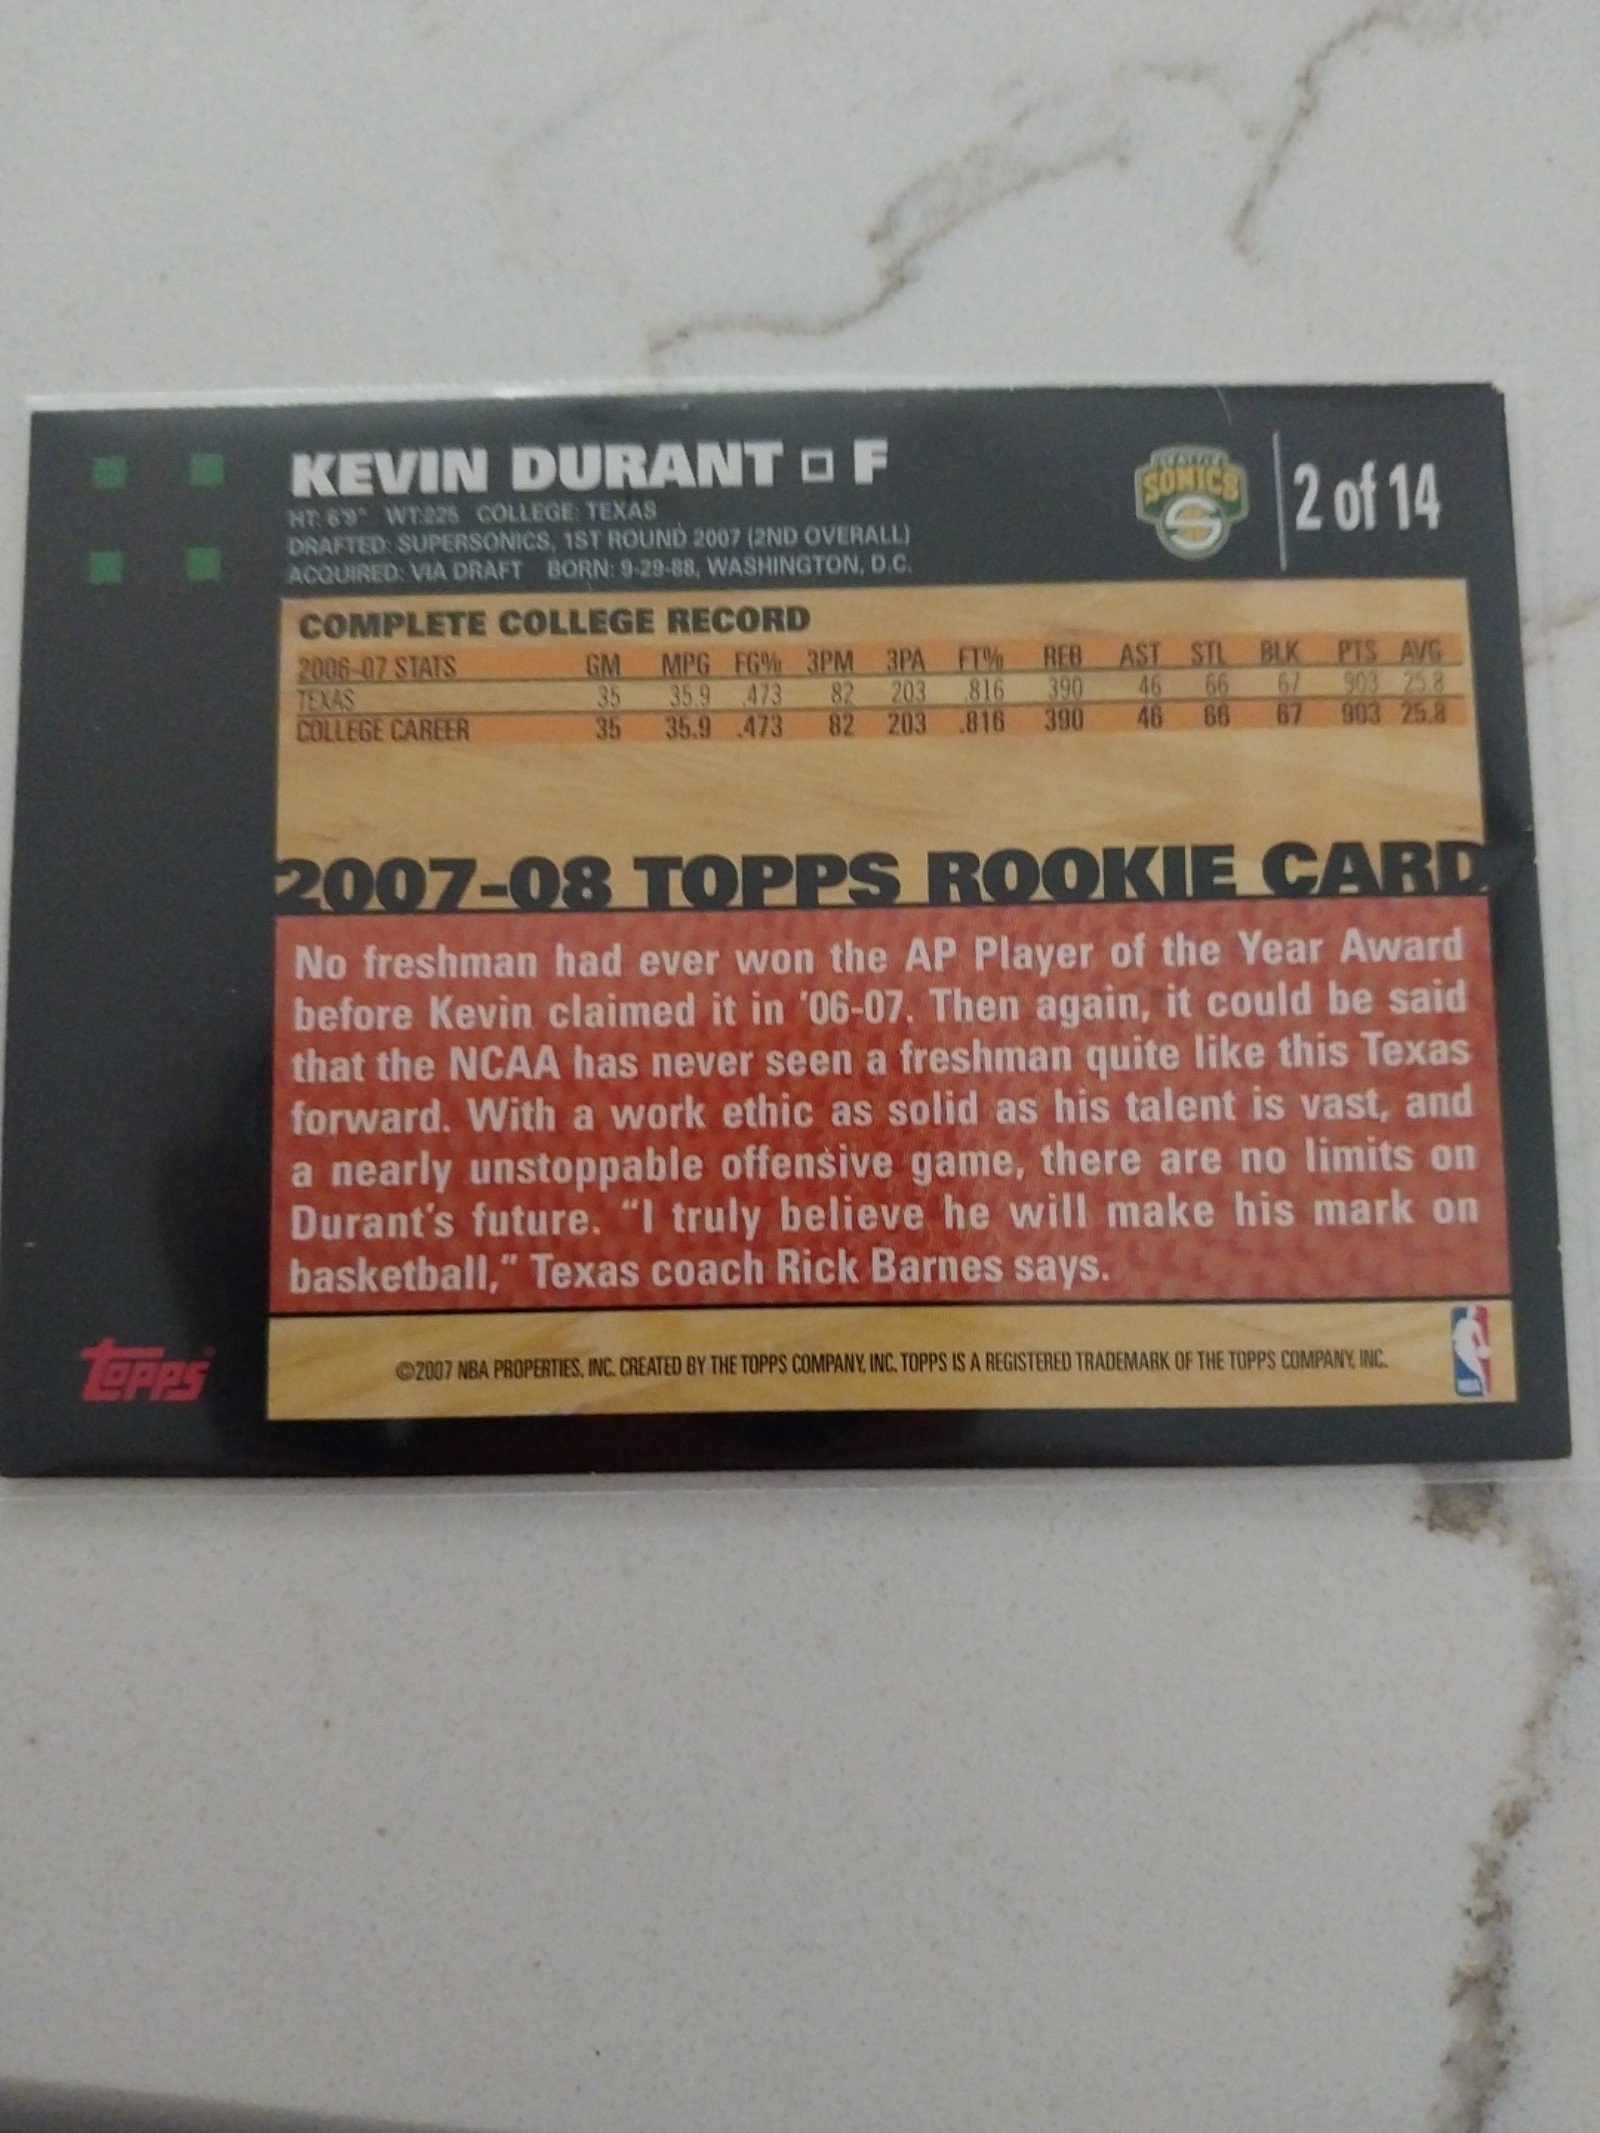 KEVIN DURANT □ F
HT: 6'9" WT:225 COLLEGE: TEXAS
DRAFTED: SUPERSONICS, 1ST ROUND 2007 (2ND OVERALL)
ACQUIRED: VIA DRAFT BORN: 9-29-88, WASHINGTON, D.C.
SEATTLE
SONICS
2 of 14
COMPLETE COLLEGE RECORD
2006-07 STATS GM MPG FG% 3PM 3PA FT% REB AST STL BLK PTS AVG
TEXAS 35 35.9 .473 82 203 .816 390 46 66 67 903 25.8
COLLEGE CAREER 35 35.9 .473 82 203 .816 390 46 66 67 903 25.8
2007-08 TOPPS ROOKIE CARD
No freshman had ever won the AP Player of the Year Award
before Kevin claimed it in '06-07. Then again, it could be said
that the NCAA has never seen a freshman quite like this Texas
forward. With a work ethic as solid as his talent is vast, and
a nearly unstoppable offensive game, there are no limits on
Durant's future. “I truly believe he will make his mark on
basketball,” Texas coach Rick Barnes says.
topps
©2007 NBA PROPERTIES, INC. CREATED BY THE TOPPS COMPANY, INC. TOPPS IS A REGISTERED TRADEMARK OF THE TOPPS COMPANY, INC.
NBA